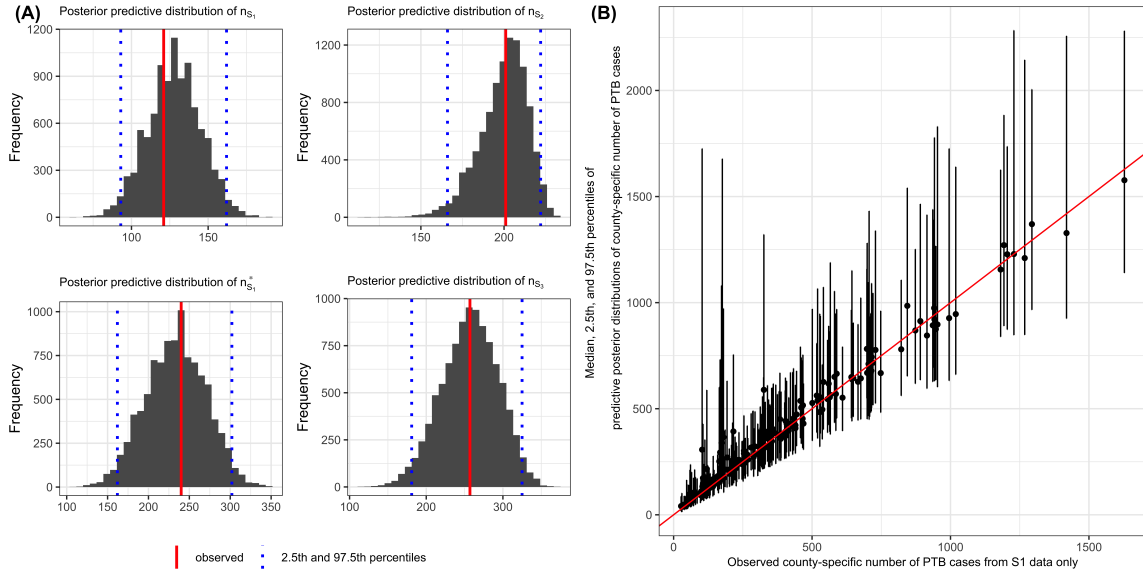 (A)
Posterior predictive distribution of nS1
Frequency
1200
900
600
300
0
100
150
Posterior predictive distribution of nS2
Frequency
1200
800
400
0
150
200
Posterior predictive distribution of n*S1
Frequency
1000
750
500
250
0
100
150
200
250
300
350
Posterior predictive distribution of nS3
Frequency
1000
750
500
250
0
200
300
observed
2.5th and 97.5th percentiles
(B)
Median, 2.5th, and 97.5th percentiles of
predictive posterior distributions of county-specific number of PTB cases
2000
1500
1000
500
0
0
500
1000
1500
Observed county-specific number of PTB cases from S1 data only